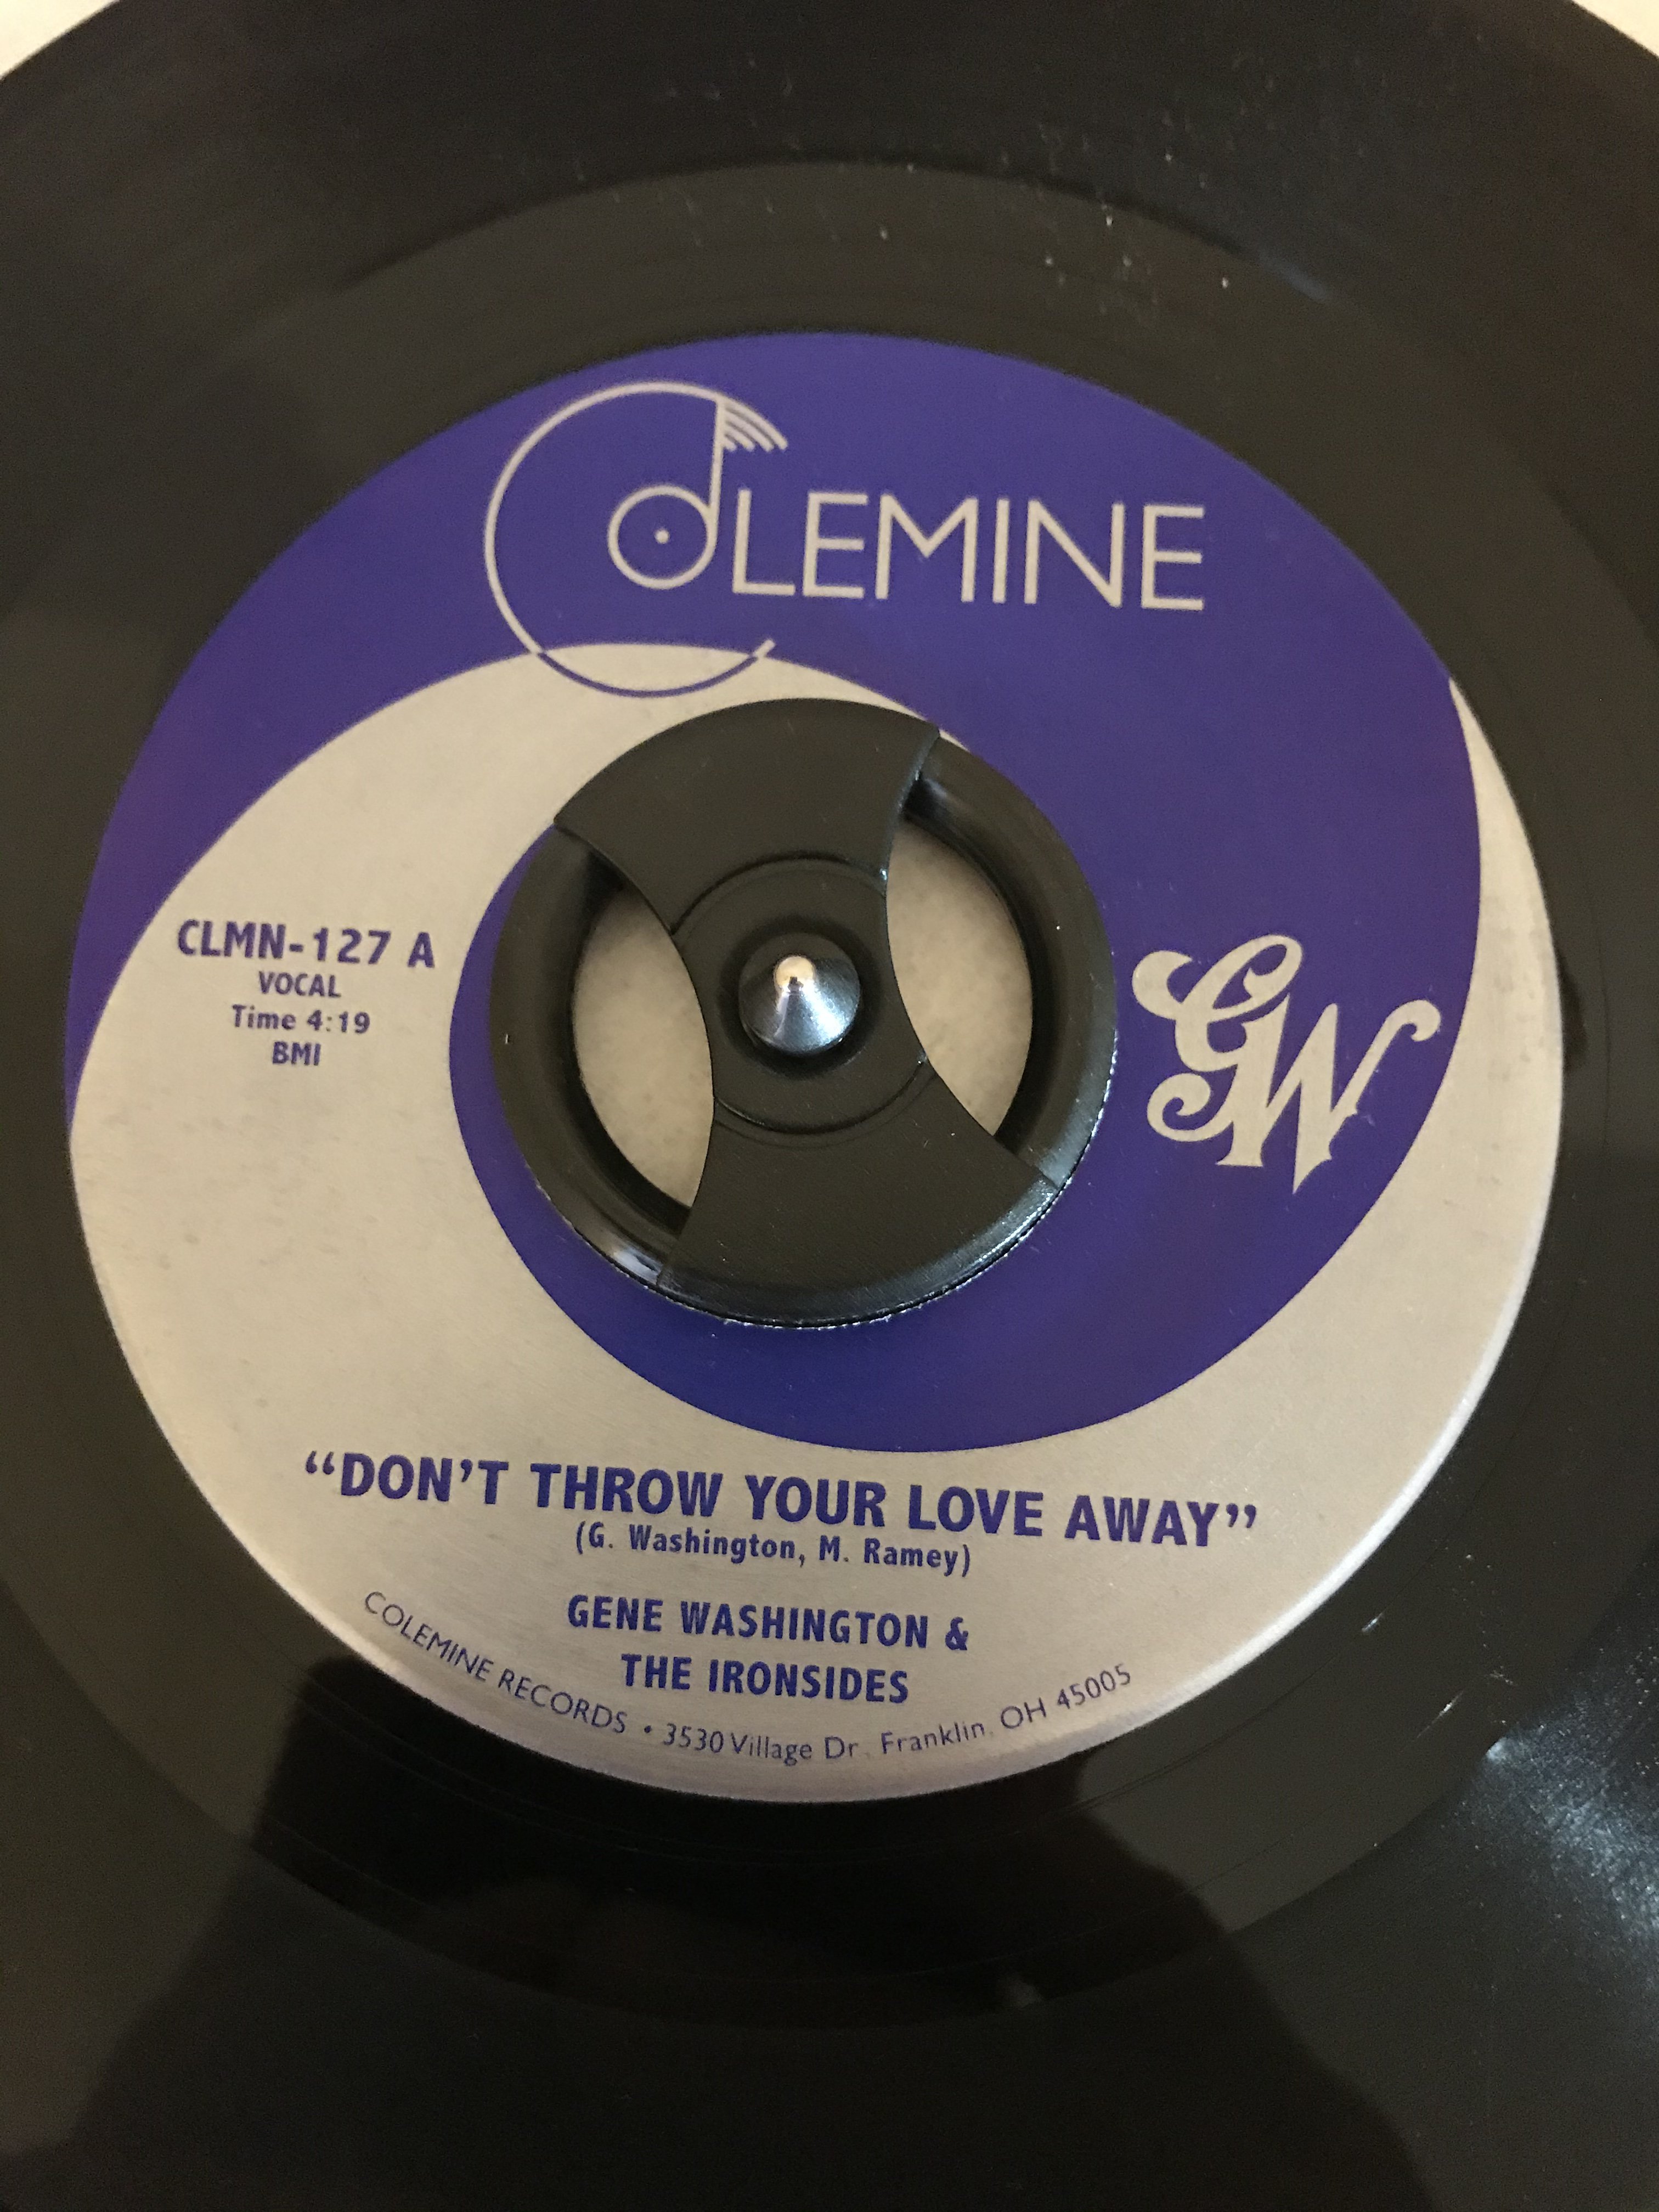 COLEMINE
CLMN-127 A
VOCAL
Time 4:19
BMI
GW
“DON’T THROW YOUR LOVE AWAY”
(G. Washington, M. Ramey)
GENE WASHINGTON &
THE IRONSIDES
COLEMINE RECORDS • 3530 Village Dr. Franklin, OH 45005